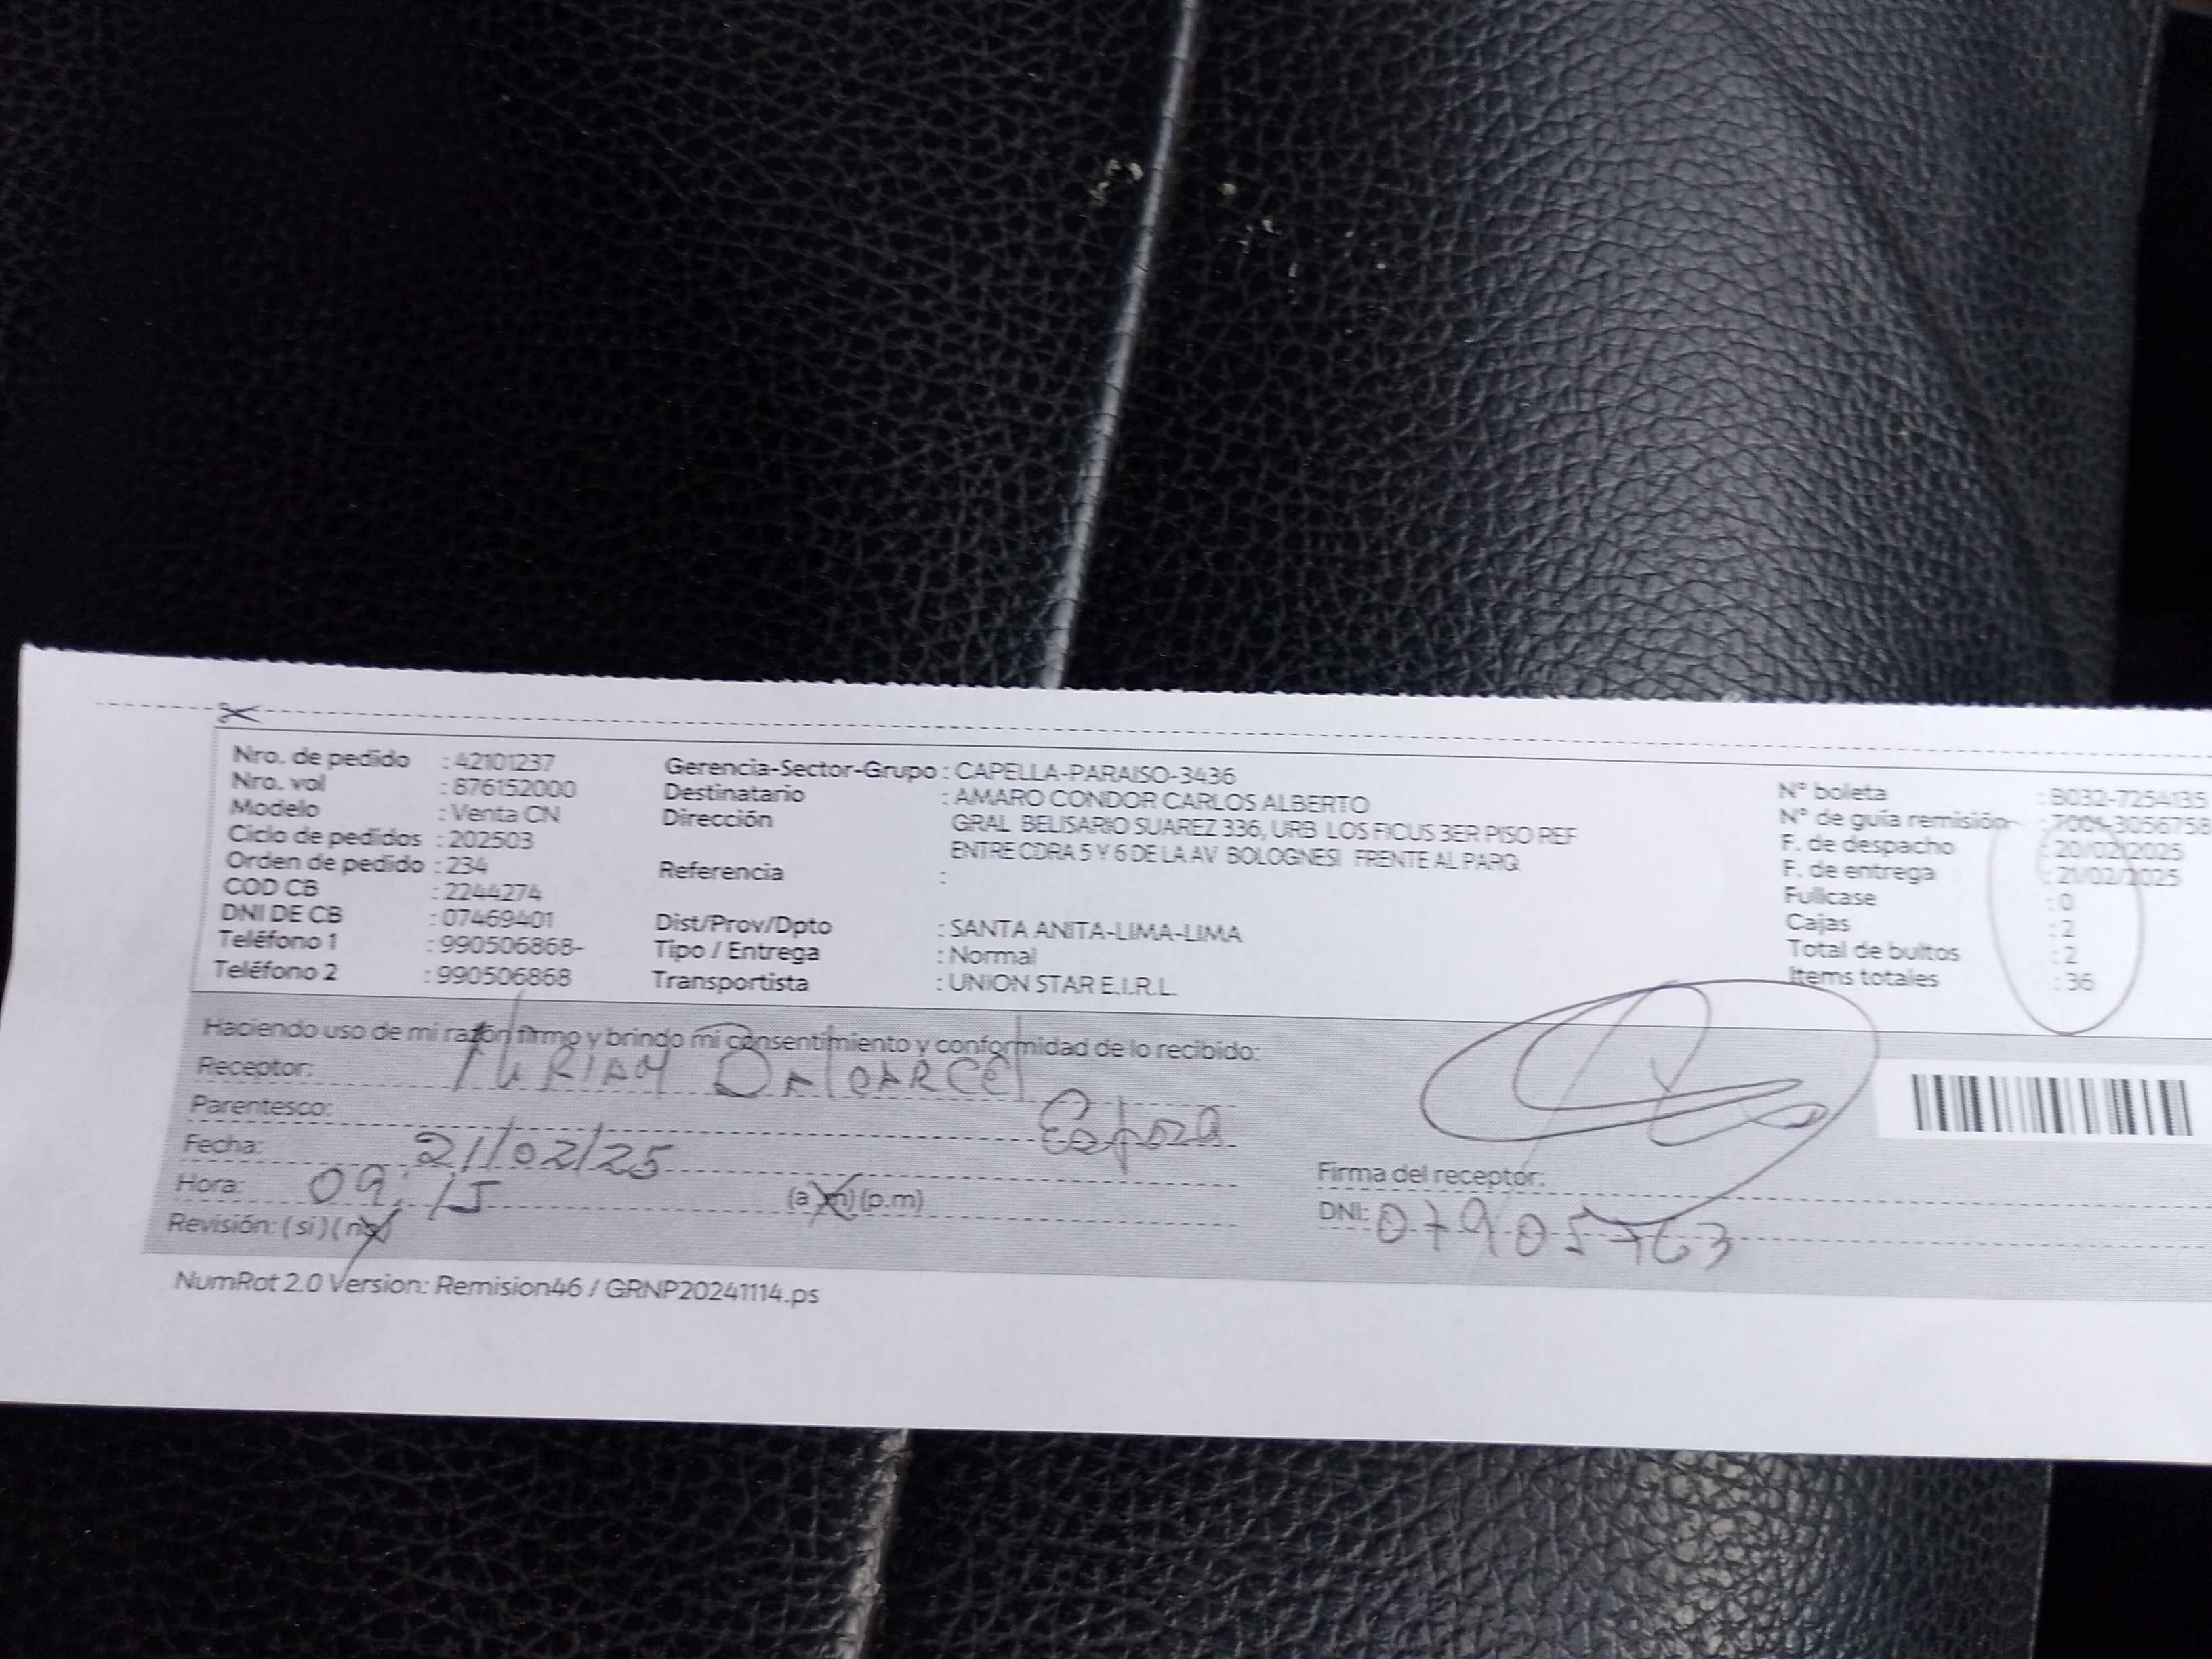 Nro. de pedido : 42101237
Nro. vol : 876152000
Modelo : Venta CN
Ciclo de pedidos : 202503
Orden de pedido : 234
COD CB : 2244274
DNI DE CB : 07469401
Teléfono 1 : 990506868-
Teléfono 2 : 990506868
Gerencia-Sector-Grupo : CAPELLA-PARAISO-3436
Destinatario : AMARO CONDOR CARLOS ALBERTO
Dirección GRAL BELISARIO SUAREZ 336, URB LOS FICUS 3ER PISO REF
ENTRE CDRA 5 Y 6 DE LA AV BOLOGNESI FRENTE AL PARQ
Referencia :
Dist/Prov/Dpto : SANTA ANITA-LIMA-LIMA
Tipo / Entrega : Normal
Transportista : UNION STAR E.I.R.L.
N° boleta : B032-7254135
N° de guía remisión :
F. de despacho : 20/02/2025
F. de entrega : 21/02/2025
Fullcase : 0
Cajas : 2
Total de bultos : 2
Items totales : 36
Haciendo uso de mi razón firmo y brindo mi consentimiento y conformidad de lo recibido:
Receptor:
Parentesco: Esposa
Fecha: 21/02/25
Hora: 09:15 (a.m) (p.m)
Revisión: (si) (no)
Firma del receptor:
DNI: 07905763
NumRot 2.0 Version: Remision46 / GRNP20241114.ps